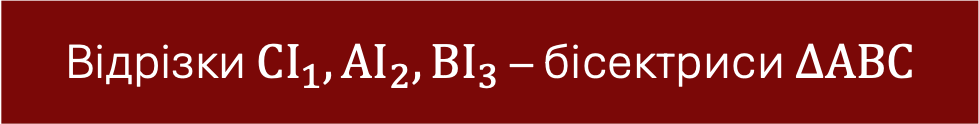 Відрізки CI₁, AI₂, BI₃ – бісектриси ΔABC